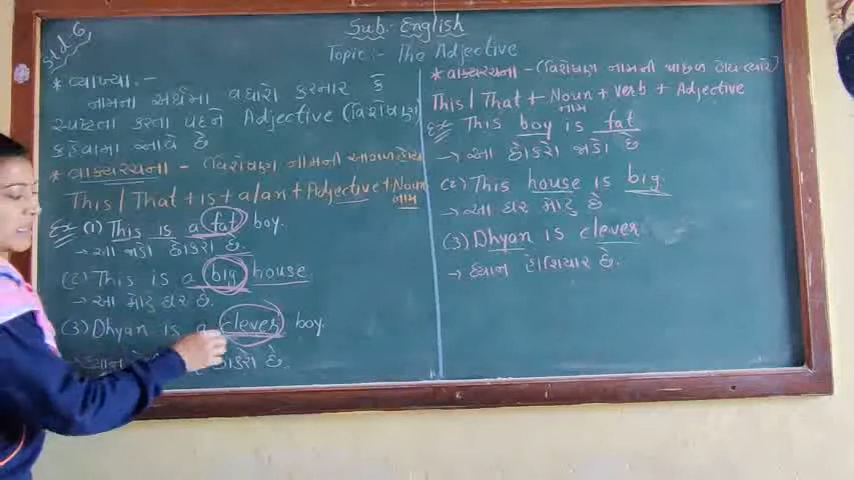 Std 6
Sub:- English
Topic:- The Adjective
* વ્યાખ્યા.-
નામના અર્થમાં વધારો કરનાર કે
સ્પષ્ટતા કરતા પદને Adjective (વિશેષણ)
કહેવામાં આવે છે
* વાક્યરચના - (વિશેષણ નામની આગળ હોય
This / That + is + a/an + Adjective + Noun
નામ
Ex (1) This is a fat boy.
→ આ જાડો છોકરો છે.
(2) This is a big house
→ આ મોટુ ઘર છે.
(3) Dhyan is a clever boy.
છોકરો છે.
* વાક્યરચના - (વિશેષણ નામની પાછળ હોય ત્યારે)
This / That + Noun + verb + Adjective
નામ
Ex This boy is fat
→ આ છોકરો જાડો છે
(2) This house is big.
→ આ ઘર મોટુ છે
(3) Dhyan is clever
→ ધ્યાન હોંશિયાર છે.